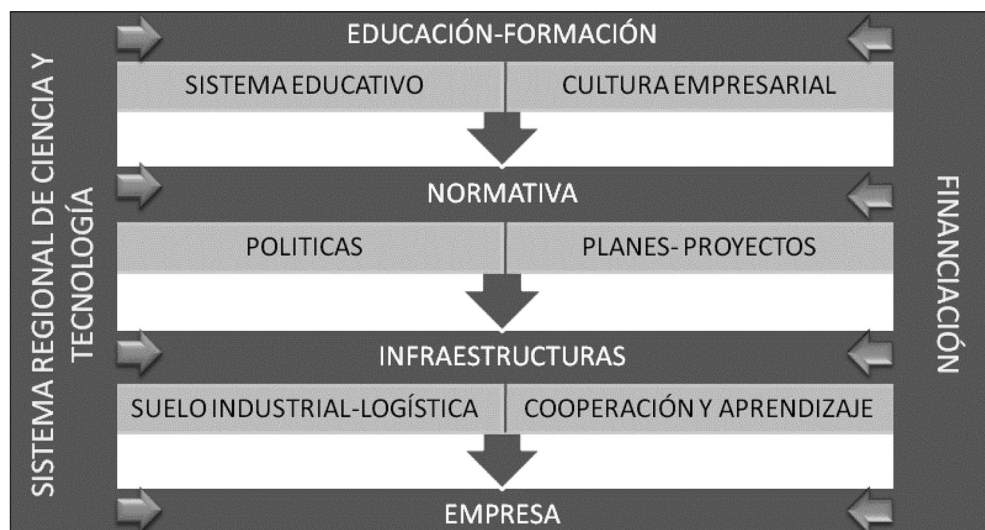 SISTEMA REGIONAL DE CIENCIA Y
TECNOLOGÍA
EDUCACIÓN-FORMACIÓN
SISTEMA EDUCATIVO
CULTURA EMPRESARIAL
NORMATIVA
POLITICAS
PLANES- PROYECTOS
INFRAESTRUCTURAS
SUELO INDUSTRIAL-LOGÍSTICA
COOPERACIÓN Y APRENDIZAJE
EMPRESA
FINANCIACIÓN